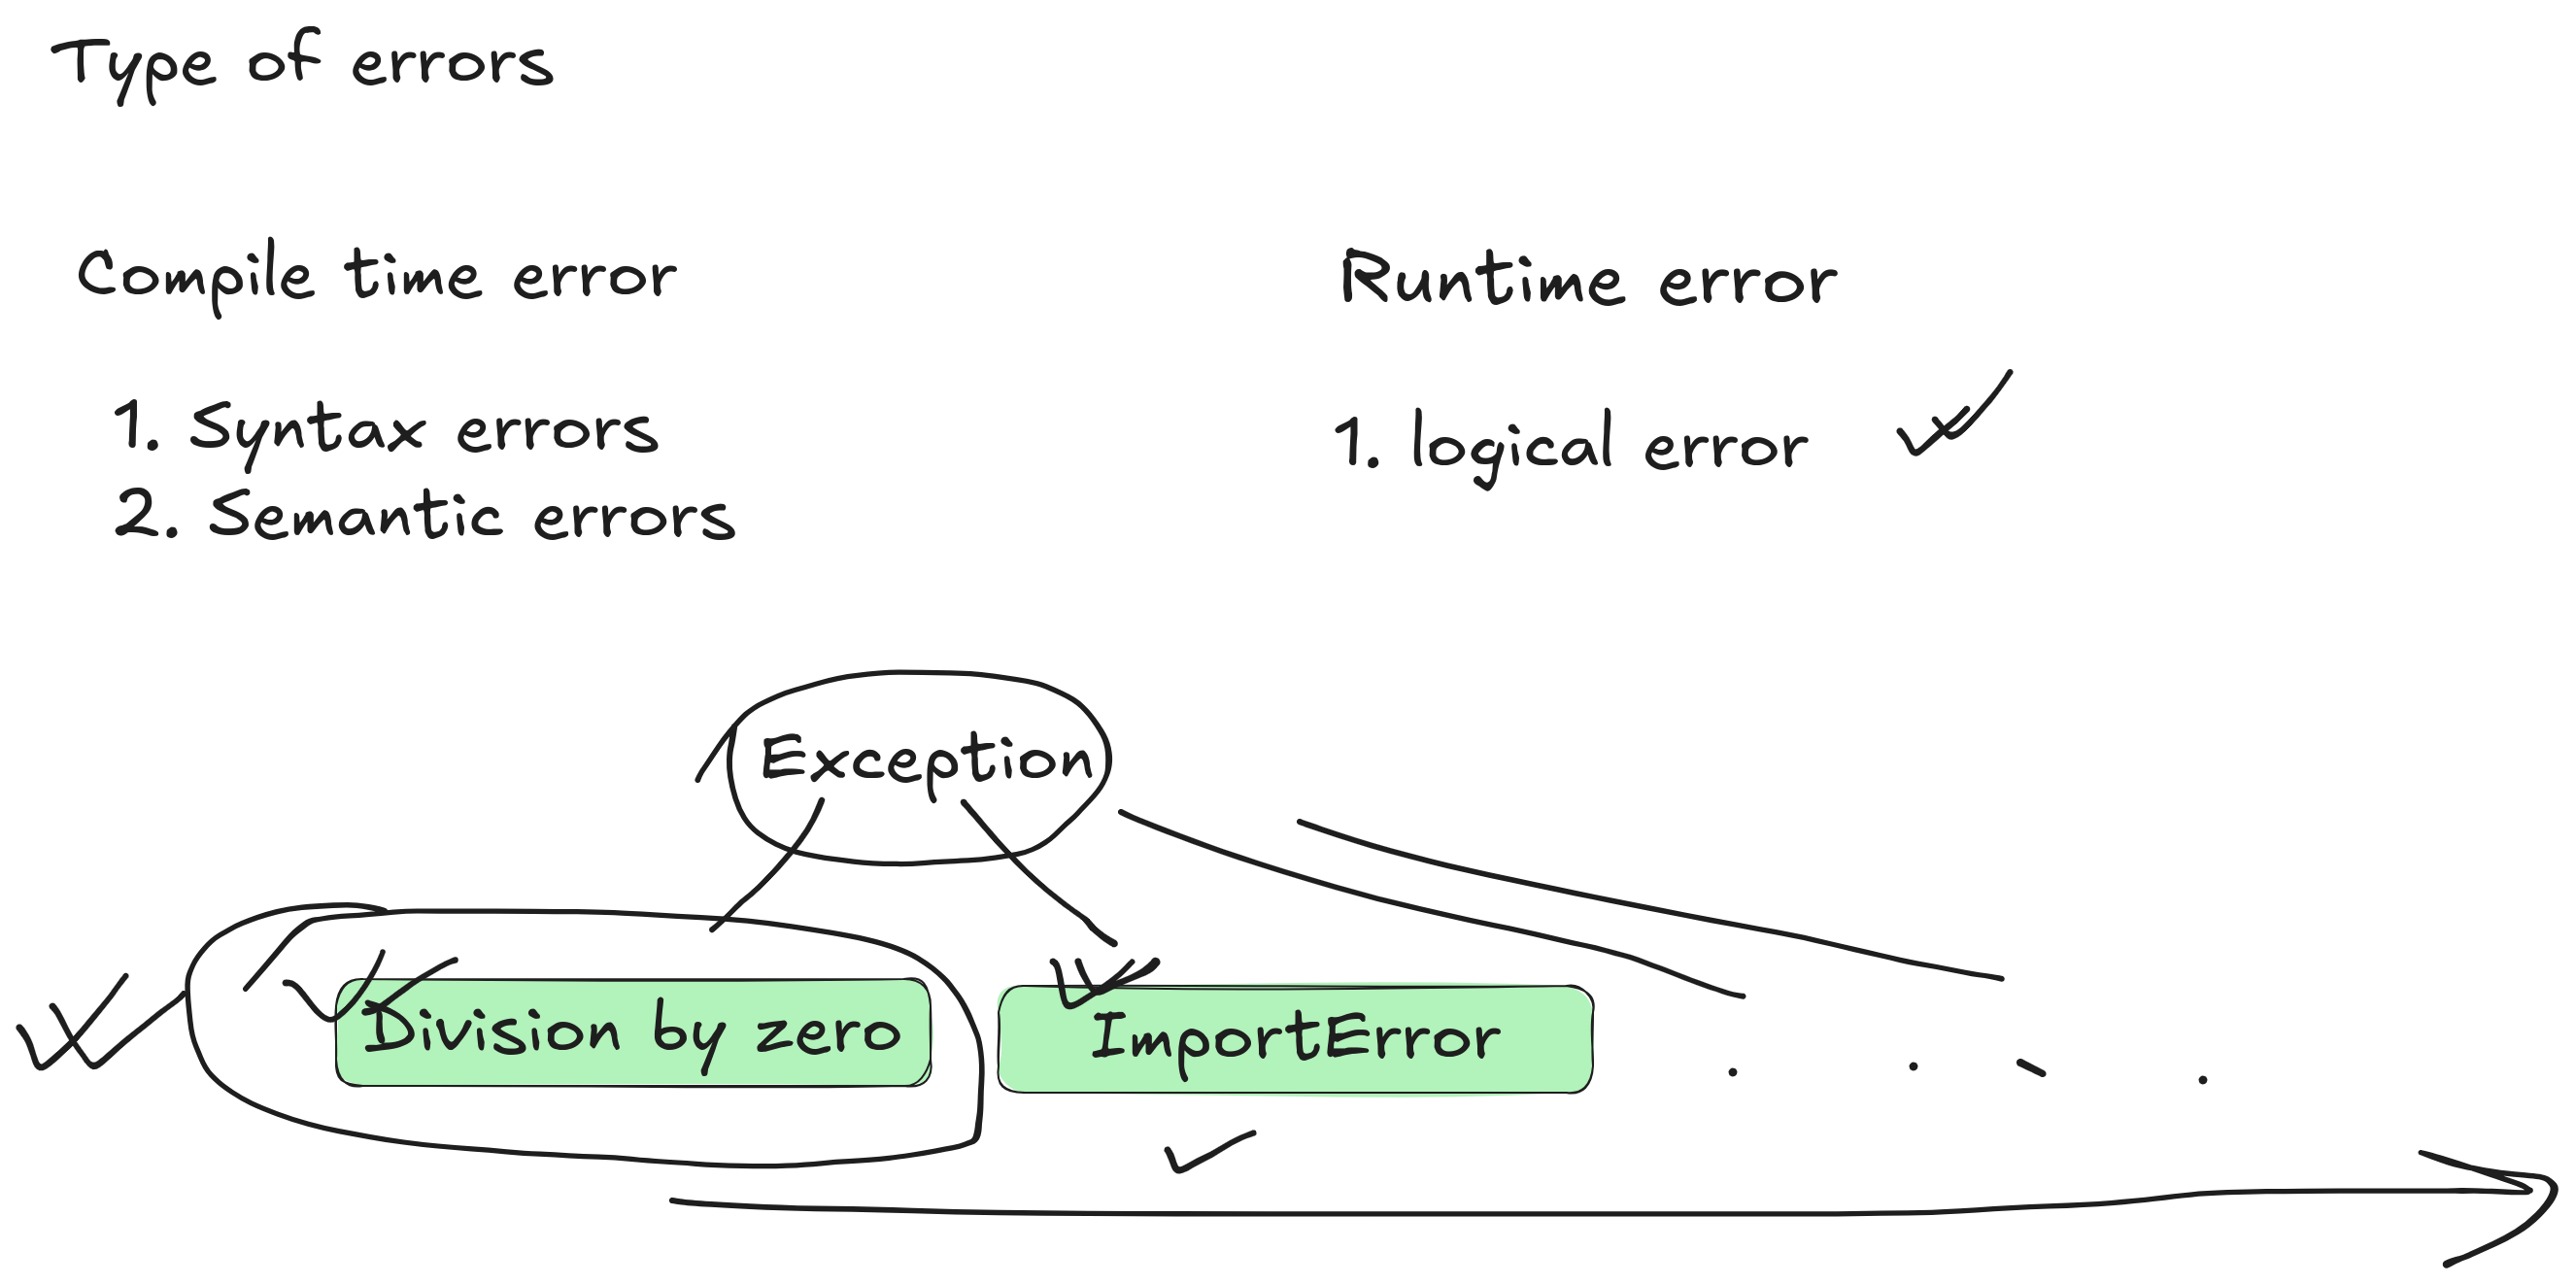 Type of errors
Compile time error
Runtime error
1. Syntax errors
2. Semantic errors
1. logical error
Exception
Division by zero
ImportError